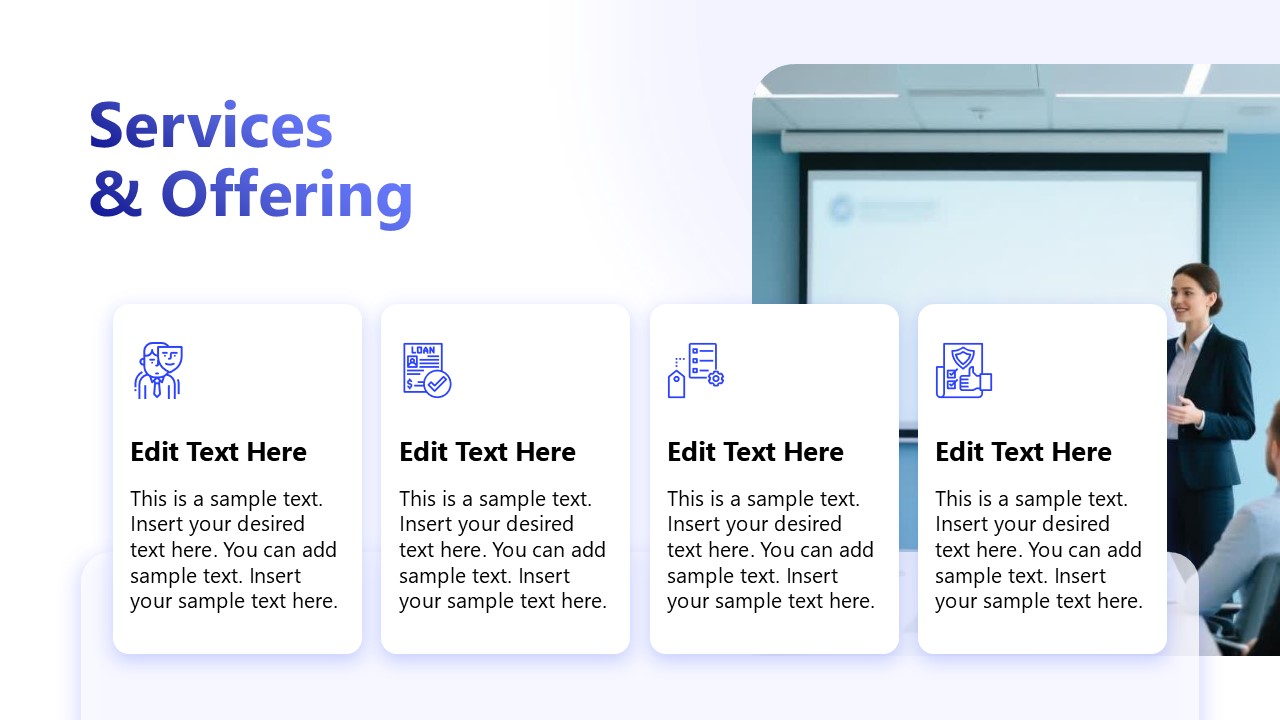 Services
& Offering
Edit Text Here
This is a sample text.
Insert your desired
text here. You can add
sample text. Insert
your sample text here.
LOAN
$
Edit Text Here
This is a sample text.
Insert your desired
text here. You can add
sample text. Insert
your sample text here.
Edit Text Here
This is a sample text.
Insert your desired
text here. You can add
sample text. Insert
your sample text here.
Edit Text Here
This is a sample text.
Insert your desired
text here. You can add
sample text. Insert
your sample text here.